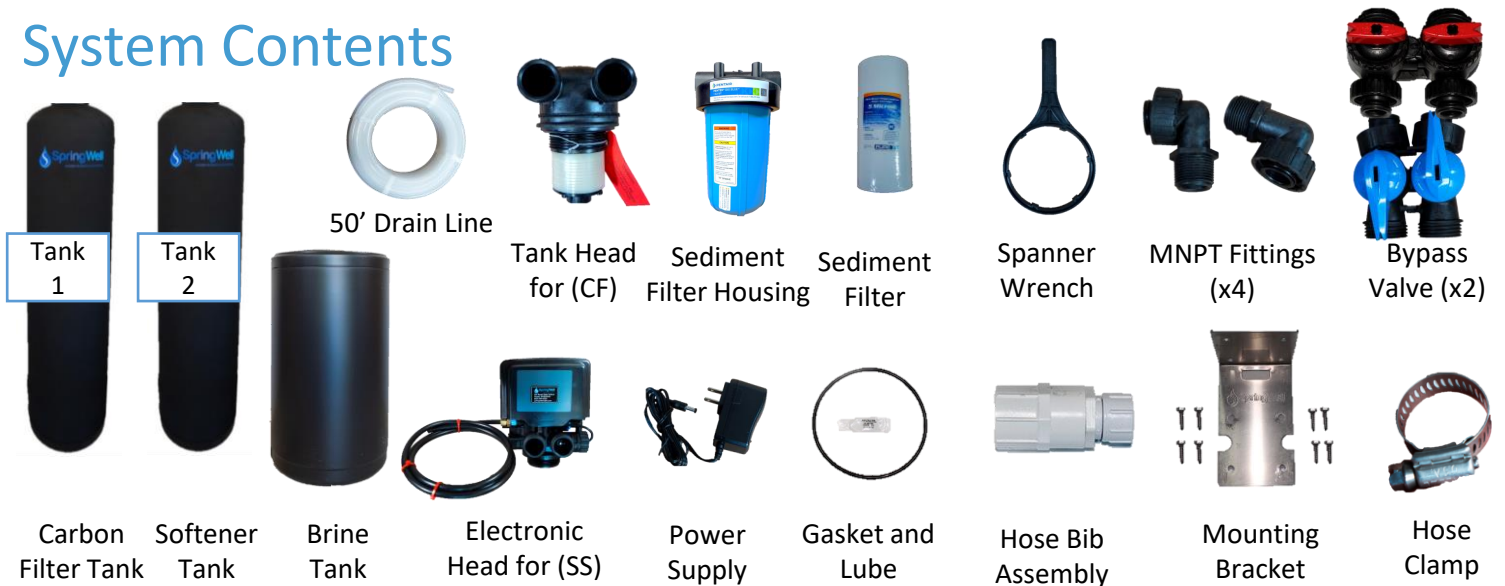 System Contents
SpringWell
SpringWell
Tank
1
Tank
2
50' Drain Line
Tank Head
for (CF)
Sediment
Filter Housing
Sediment
Filter
Spanner
Wrench
MNPT Fittings
(x4)
Bypass
Valve (x2)
Carbon
Filter Tank
Softener
Tank
Brine
Tank
Electronic
Head for (SS)
Power
Supply
Gasket and
Lube
Hose Bib
Assembly
Mounting
Bracket
Hose
Clamp